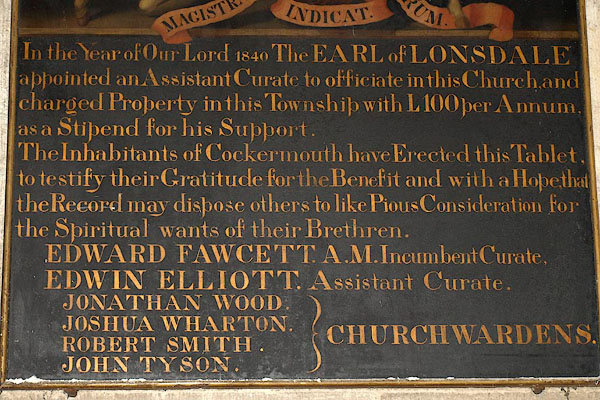 MAGISTR
INDICAT.
RUM.
In the Year of Our Lord 1840 The EARL of LONSDALE
appointed an Assistant Curate to officiate in this Church, and
charged Property in this Township with L100 per Annum,
as a Stipend for his Support.
The Inhabitants of Cockermouth have Erected this Tablet,
to testify their Gratitude for the Benefit and with a Hope, that
the Record may dispose others to like Pious Consideration for
the Spiritual wants of their Brethren.
EDWARD FAWCETT. A.M. Incumbent Curate.
EDWIN ELLIOTT. Assistant Curate.
JONATHAN WOOD.
JOSHUA WHARTON.
ROBERT SMITH.
JOHN TYSON.
CHURCHWARDENS.